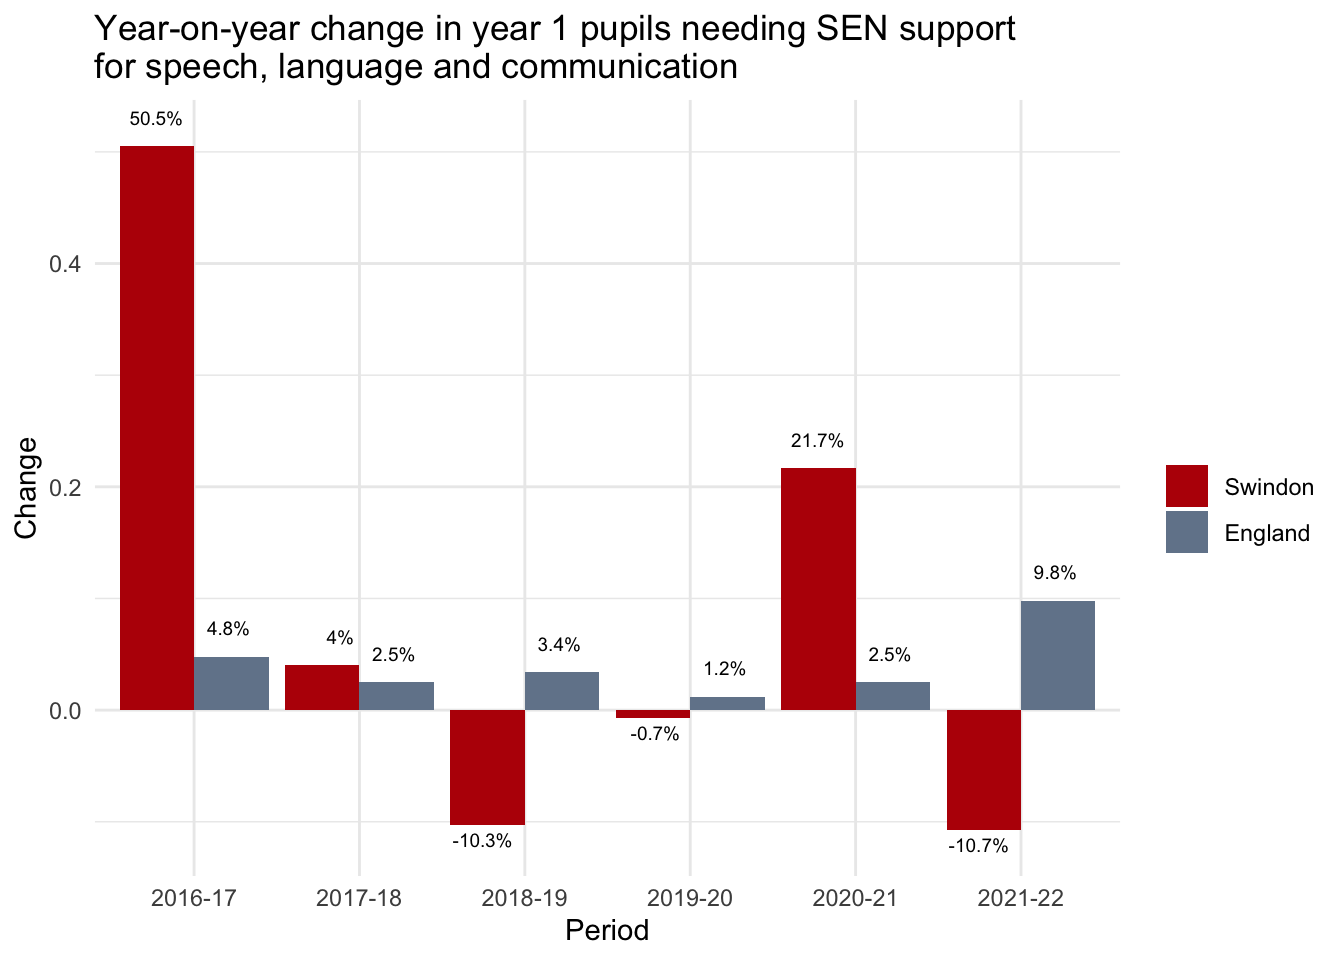 Year-on-year change in year 1 pupils needing SEN support
for speech, language and communication
50.5%
4.8%
4%
2.5%
-10.3%
3.4%
-0.7%
1.2%
21.7%
2.5%
-10.7%
9.8%
0.4
0.2
0.0
Change
Swindon
England
2016-17 2017-18 2018-19 2019-20 2020-21 2021-22
Period